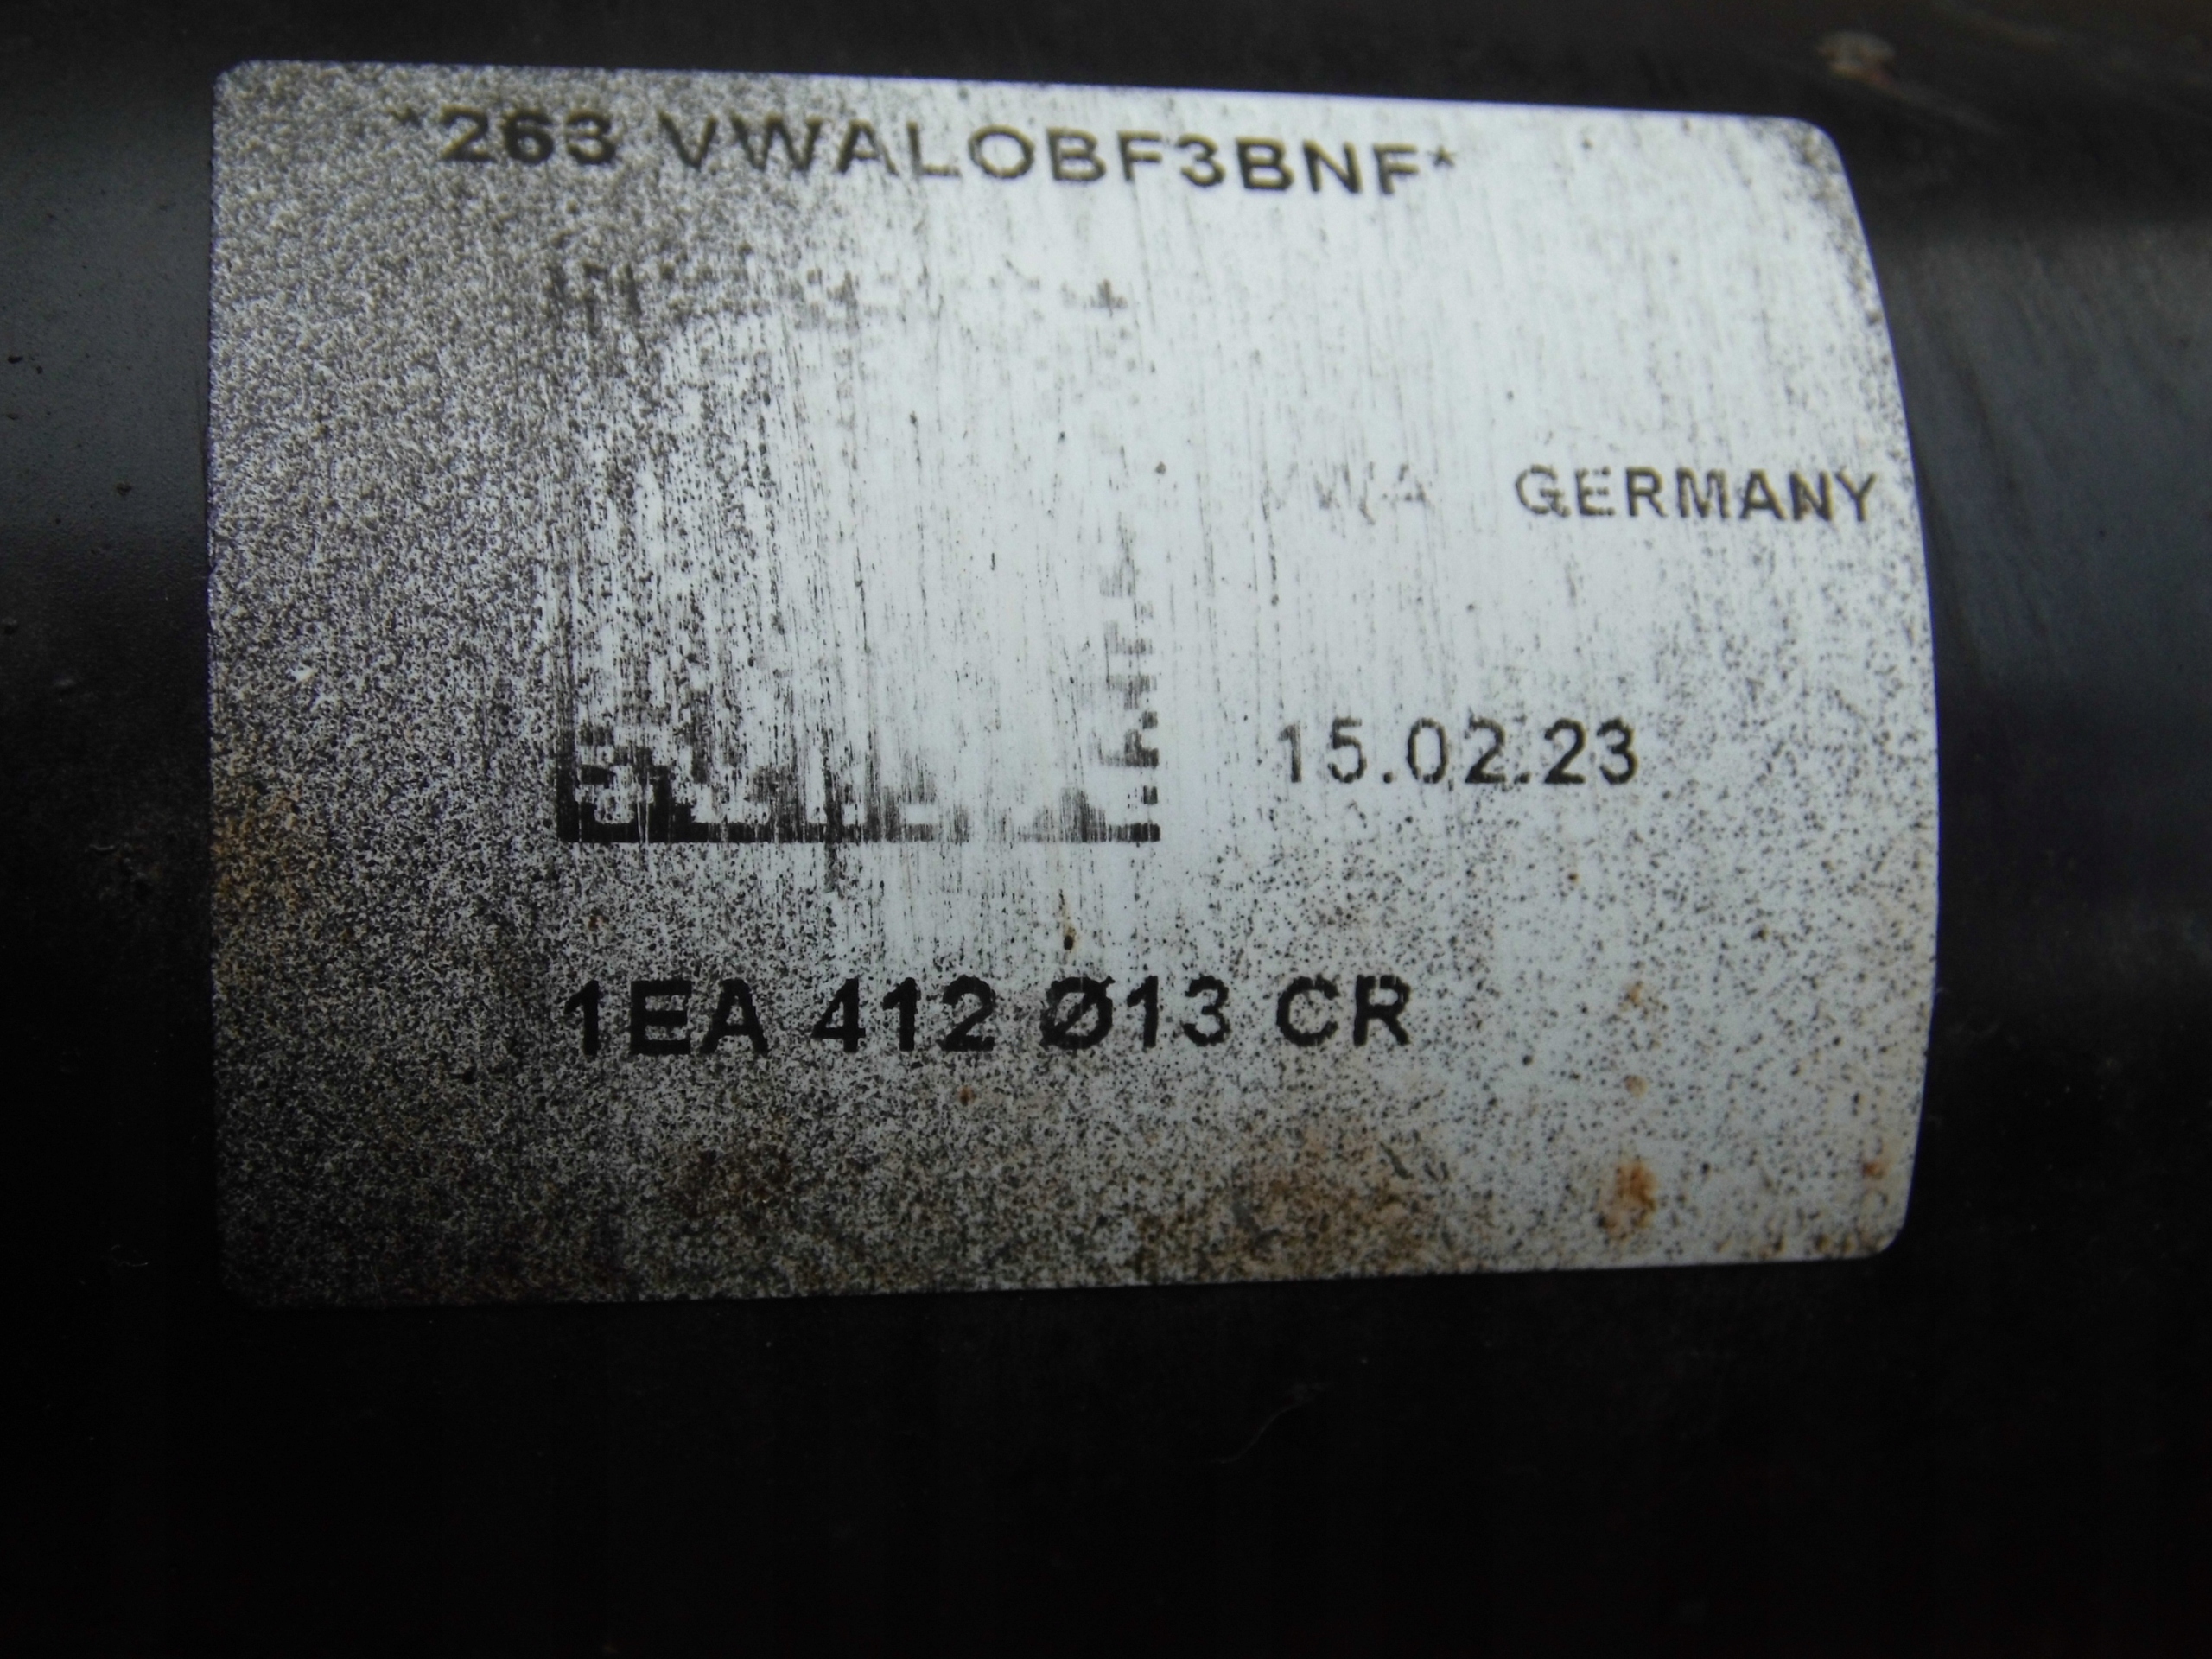 *263 VWALOBF3BNF*
GERMANY
15.02.23
1EA 412 Ø13 CR